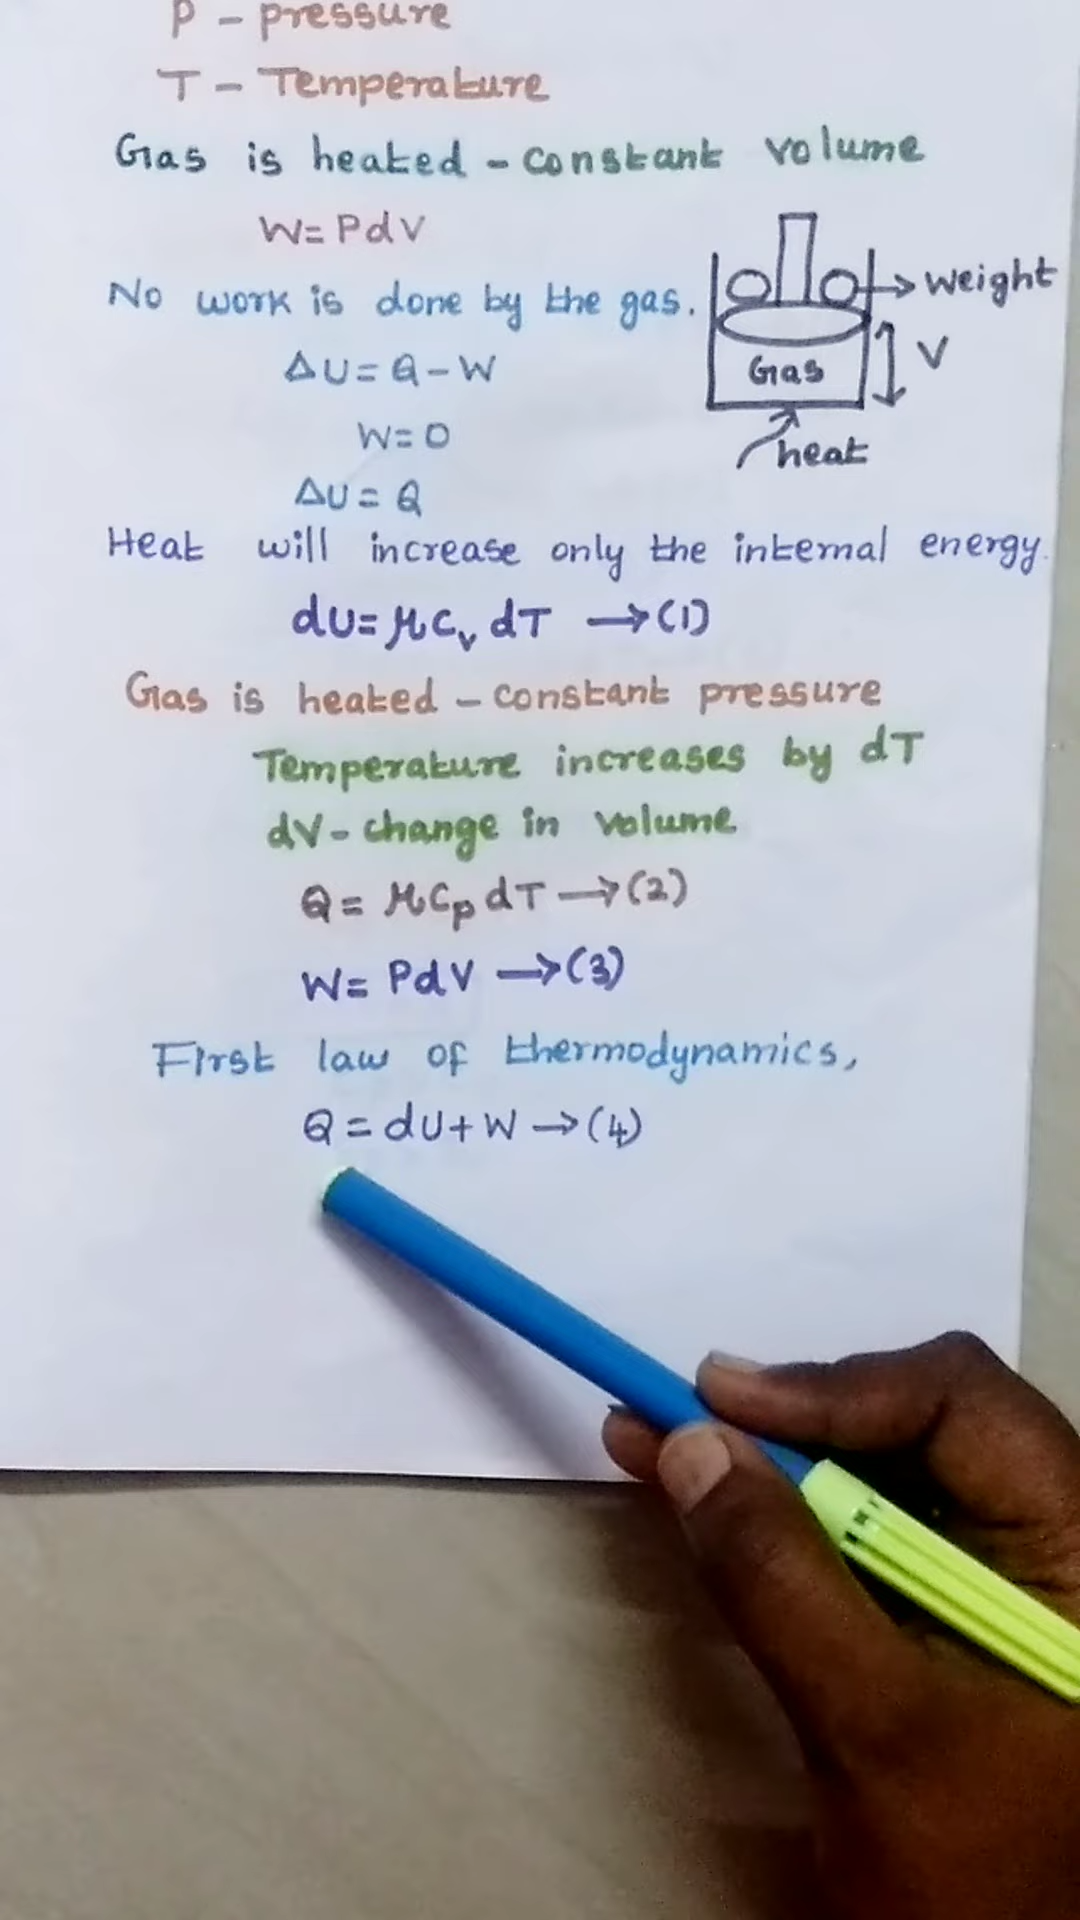 P - pressure
T - Temperature
Gas is heated - constant volume
W= PdV
No work is done by the gas.
→ weight
V
Gas
heat
ΔU= Q-W
W=0
ΔU= Q
Heat will increase only the internal energy.
dU= μCv dT → (1)
Gas is heated - constant pressure
Temperature increases by dT
dV - change in volume
Q= μCp dT → (2)
W= PdV → (3)
First law of thermodynamics,
Q= dU+ W → (4)